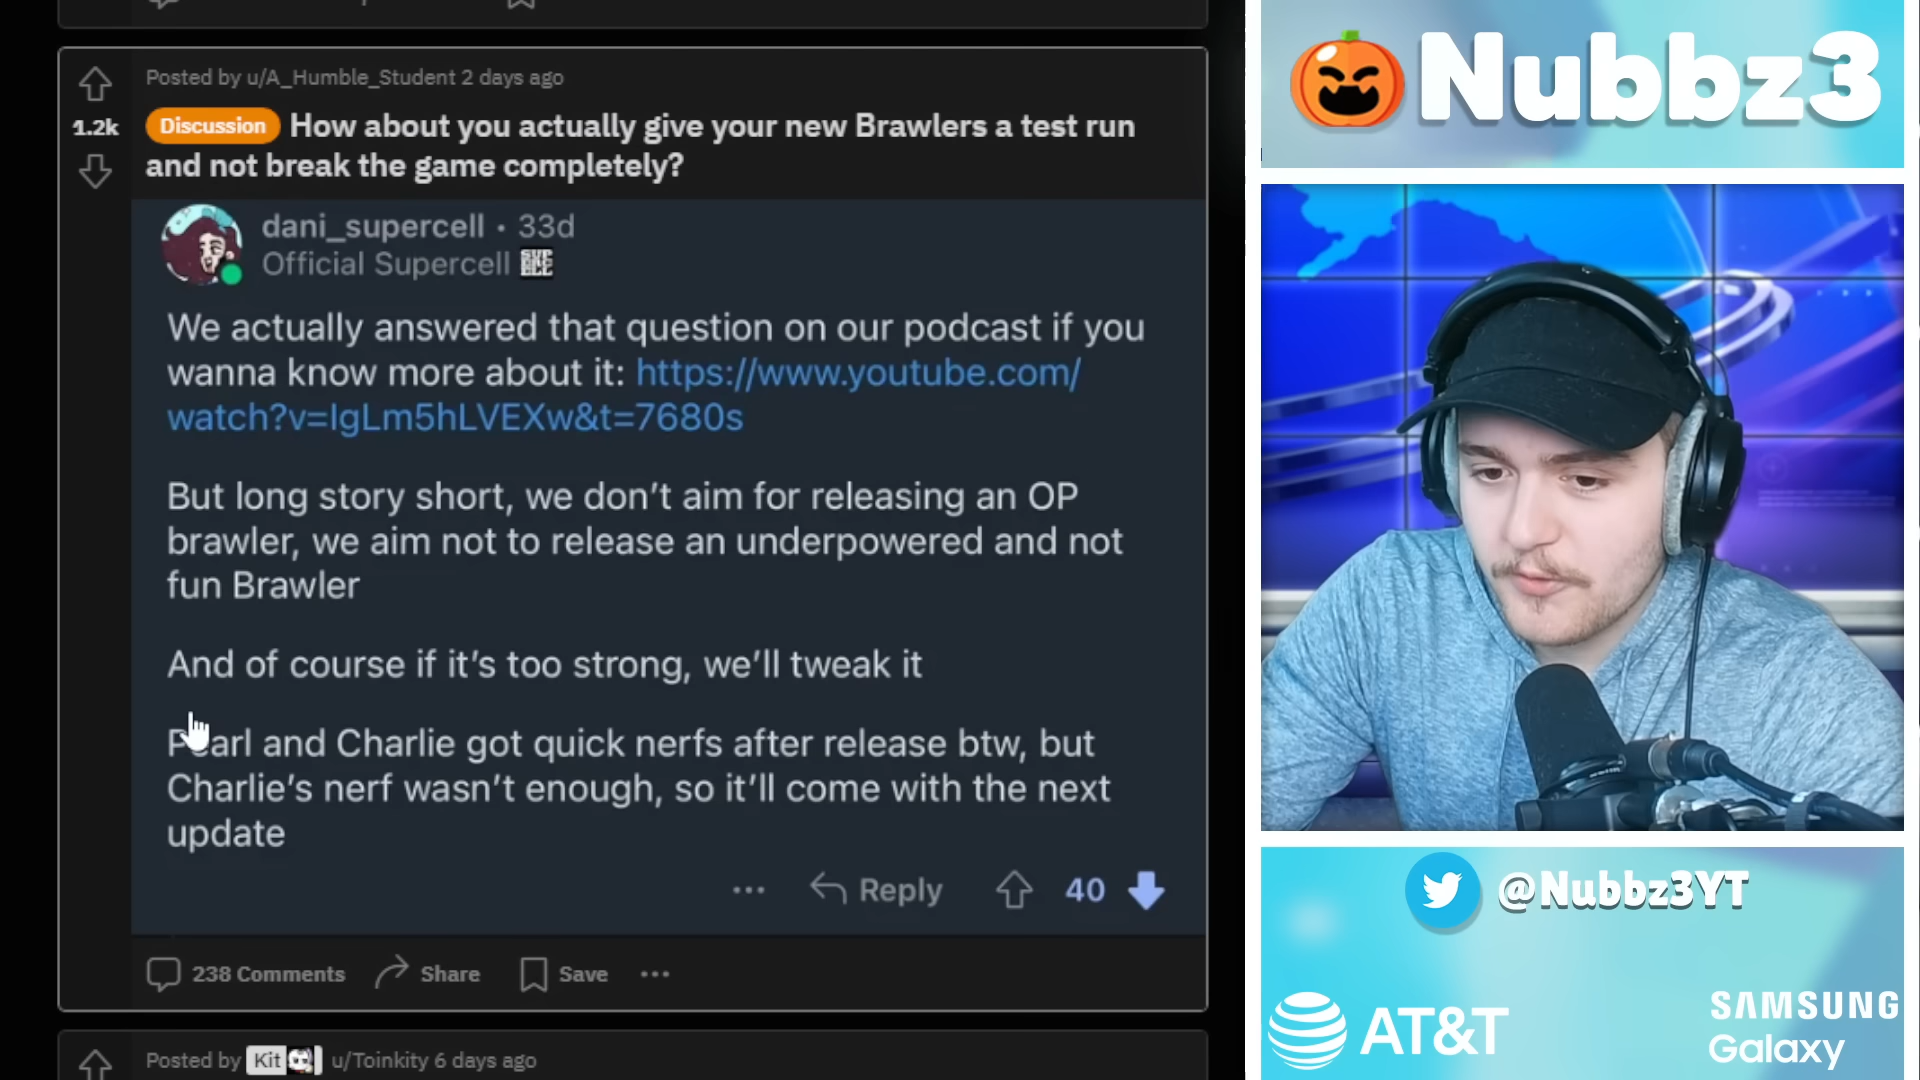 Posted by u/A_Humble_Student 2 days ago
1.2k
Discussion How about you actually give your new Brawlers a test run
and not break the game completely?
dani_supercell • 33d
Official Supercell
We actually answered that question on our podcast if you
wanna know more about it: https://www.youtube.com/
watch?v=IgLm5hLVEXw&t=7680s
But long story short, we don't aim for releasing an OP
brawler, we aim not to release an underpowered and not
fun Brawler
And of course if it's too strong, we'll tweak it
Pearl and Charlie got quick nerfs after release btw, but
Charlie's nerf wasn't enough, so it'll come with the next
update
... Reply 40
238 Comments Share Save ...
Posted by Kit u/Toinkity 6 days ago
Nubbz3
@Nubbz3YT
AT&T
SAMSUNG
Galaxy